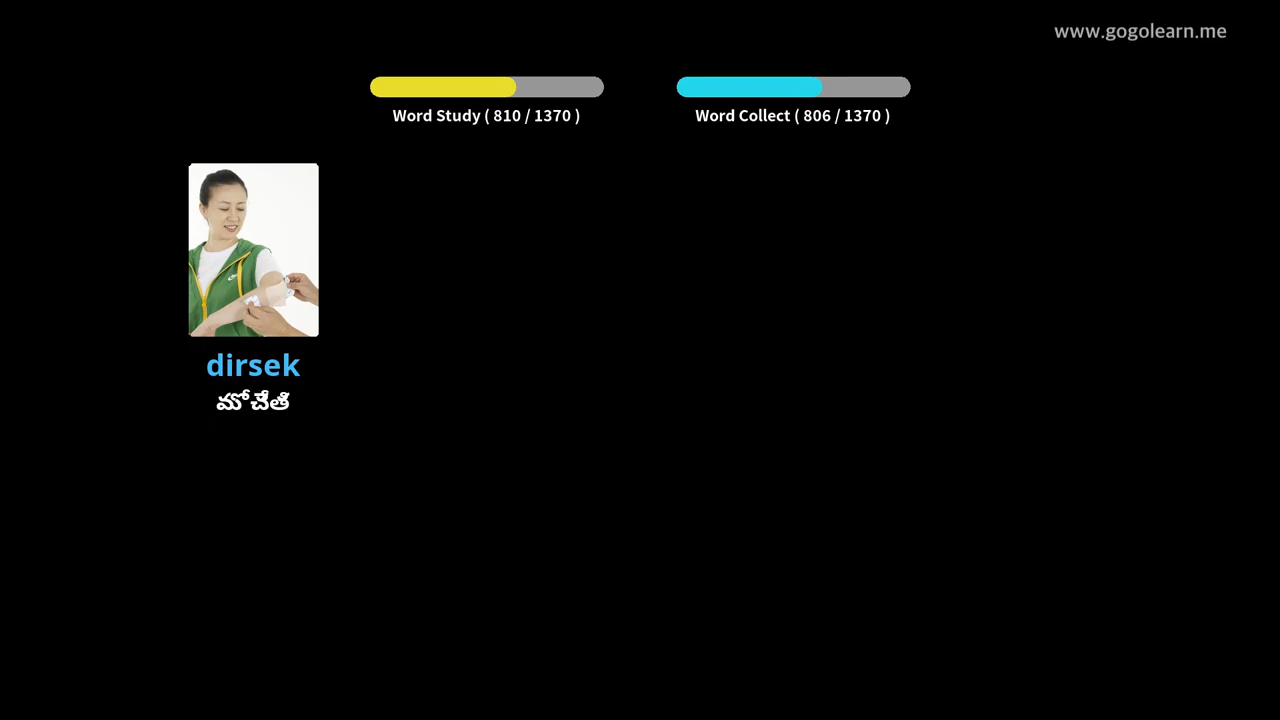 www.gogolearn.me
Word Study ( 810 / 1370 )
Word Collect ( 806 / 1370 )
dirsek
మోచేతి